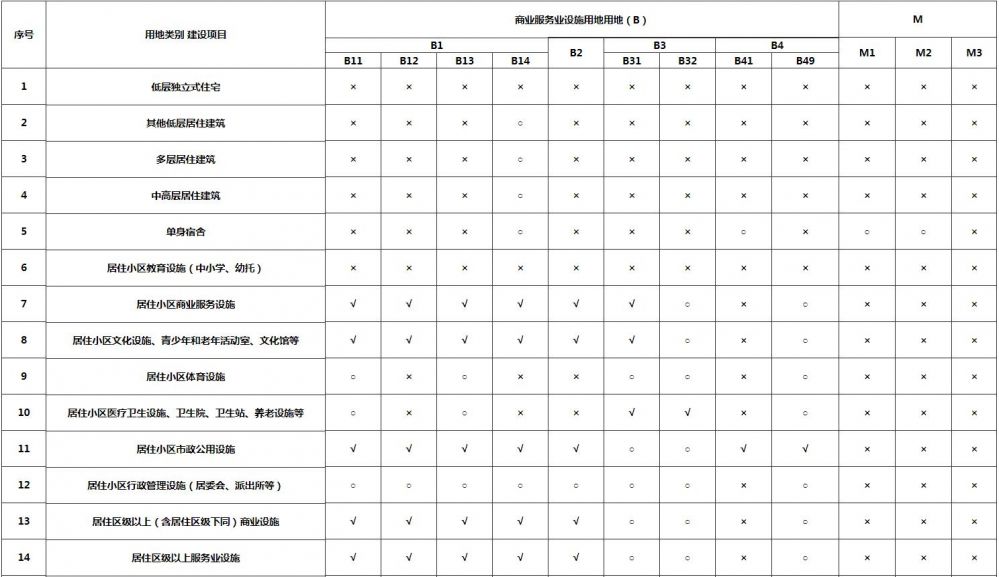 序号 用地类别 建设项目 商业服务业设施用地用地（B） M
B1 B2 B3 B4 M1 M2 M3
B11 B12 B13 B14 B31 B32 B41 B49
1 低层独立式住宅 × × × × × × × × × × × ×
2 其他低层居住建筑 × × × ○ × × × × × × × ×
3 多层居住建筑 × × × ○ × × × × × × × ×
4 中高层居住建筑 × × × ○ × × × × × × × ×
5 单身宿舍 × × × ○ × × × ○ × ○ ○ ×
6 居住小区教育设施（中小学、幼托） × × × × × × × × × × × ×
7 居住小区商业服务设施 √ √ √ √ √ √ ○ × ○ × × ×
8 居住小区文化设施、青少年和老年活动室、文化馆等 √ √ √ √ √ √ ○ × ○ × × ×
9 居住小区体育设施 ○ × ○ × × ○ ○ × ○ × × ×
10 居住小区医疗卫生设施、卫生院、卫生站、养老设施等 ○ × ○ × × √ √ × ○ × × ×
11 居住小区市政公用设施 √ √ √ √ √ ○ ○ √ √ × × ×
12 居住小区行政管理设施（居委会、派出所等） ○ ○ ○ ○ ○ ○ ○ × ○ × × ×
13 居住区级以上（含居住区级下同）商业设施 √ √ √ √ √ ○ ○ × ○ × × ×
14 居住区级以上服务业设施 √ √ √ √ √ ○ ○ × ○ × × ×